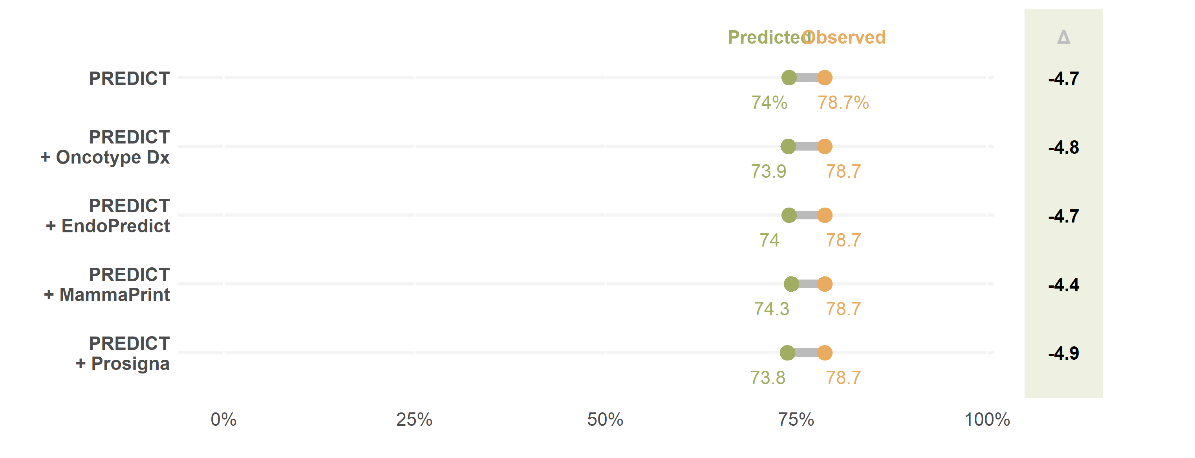 Predicted Observed Δ
PREDICT
74% 78.7% -4.7
PREDICT
+ Oncotype Dx
73.9 78.7 -4.8
PREDICT
+ EndoPredict
74 78.7 -4.7
PREDICT
+ MammaPrint
74.3 78.7 -4.4
PREDICT
+ Prosigna
73.8 78.7 -4.9
0% 25% 50% 75% 100%